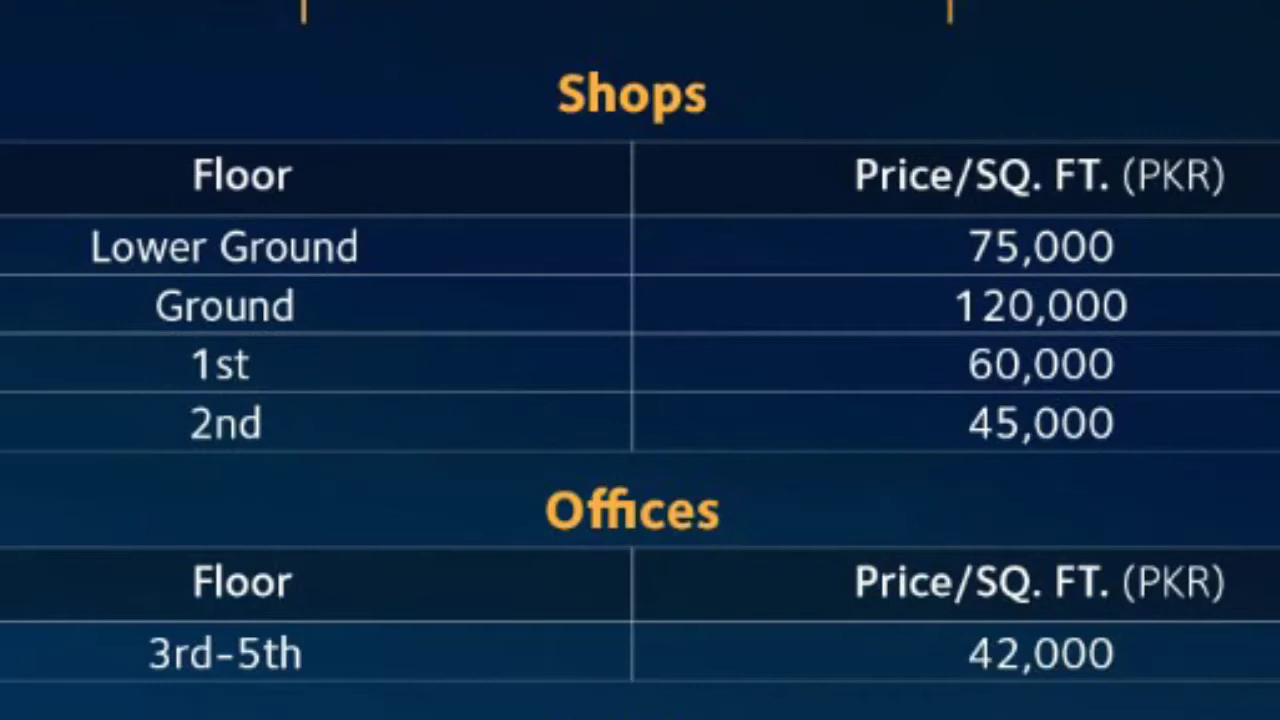 Shops
Floor Price/SQ. FT. (PKR)
Lower Ground 75,000
Ground 120,000
1st 60,000
2nd 45,000
Offices
Floor Price/SQ. FT. (PKR)
3rd-5th 42,000